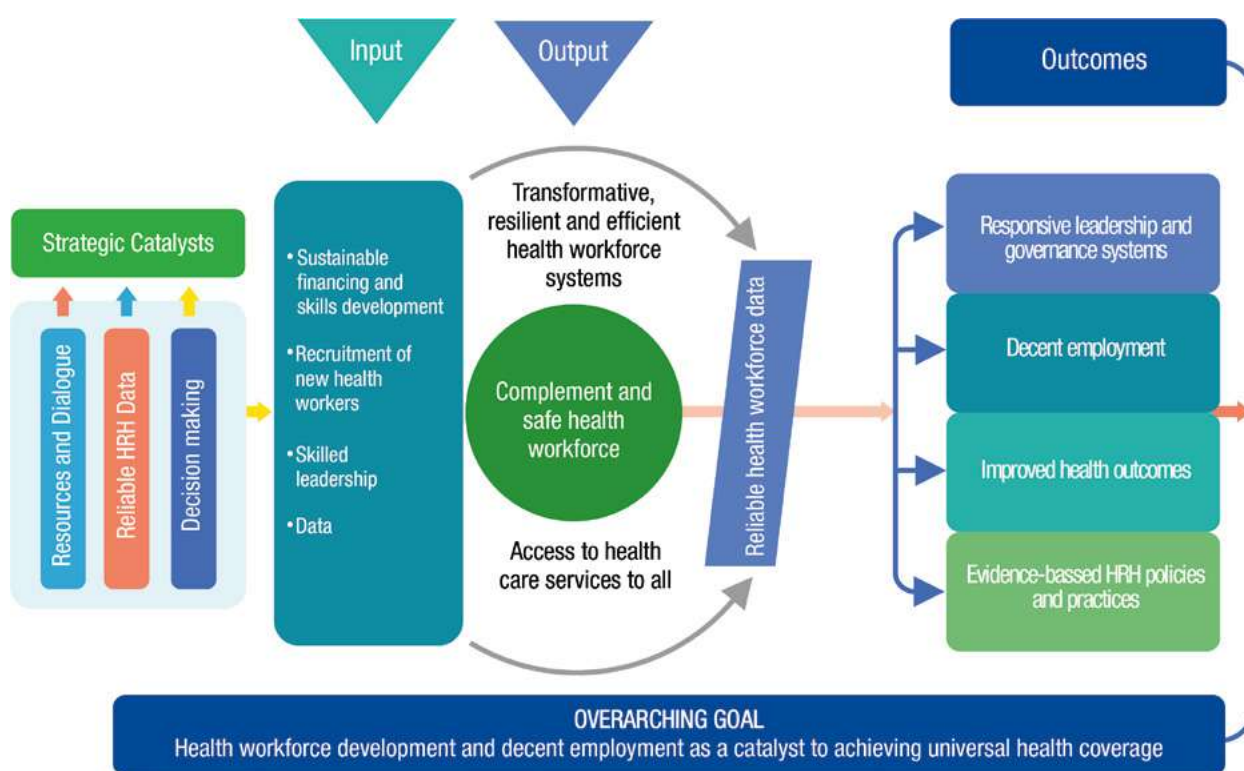 Input
Output
Outcomes
Strategic Catalysts
Resources and Dialogue
Reliable HRH Data
Decision making
• Sustainable
financing and
skills development
• Recruitment of
new health
workers
• Skilled
leadership
• Data
Transformative,
resilient and efficient
health workforce
systems
Complement and
safe health
workforce
Access to health
care services to all
Reliable health workforce data
Responsive leadership and
governance systems
Decent employment
Improved health outcomes
Evidence-based HRH policies
and practices
OVERARCHING GOAL
Health workforce development and decent employment as a catalyst to achieving universal health coverage